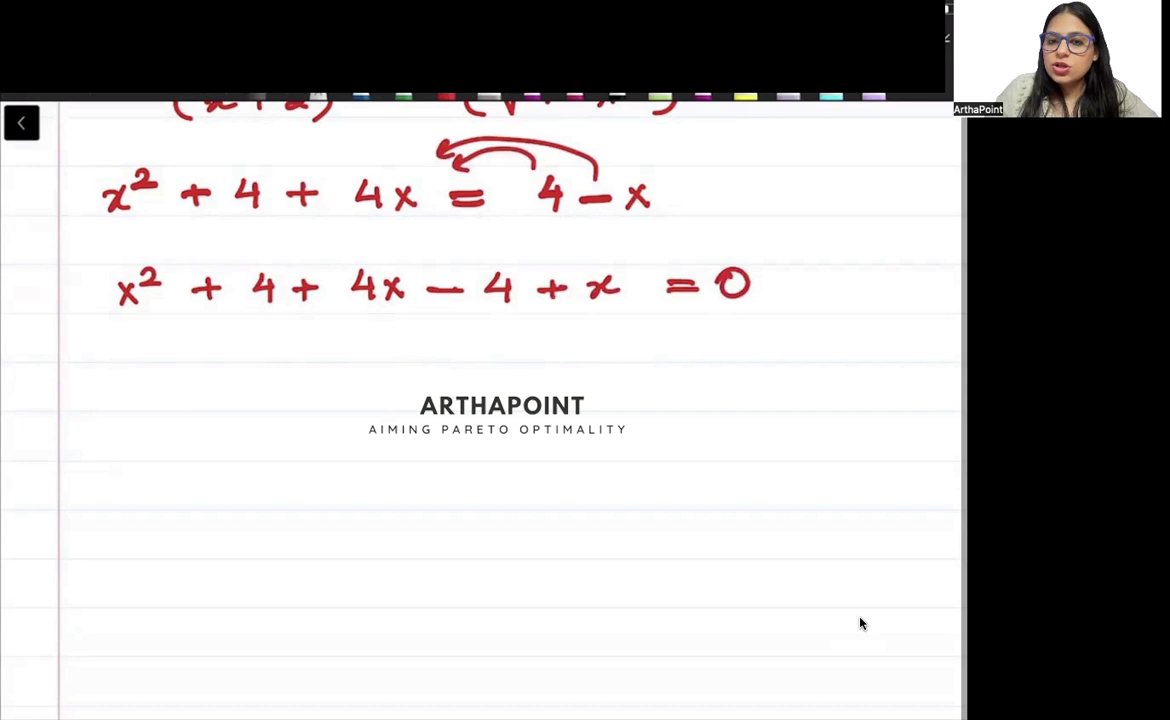 ArthaPoint
x² + 4 + 4x = 4 - x
x² + 4 + 4x - 4 + x = 0
ARTHAPOINT
AIMING PARETO OPTIMALITY